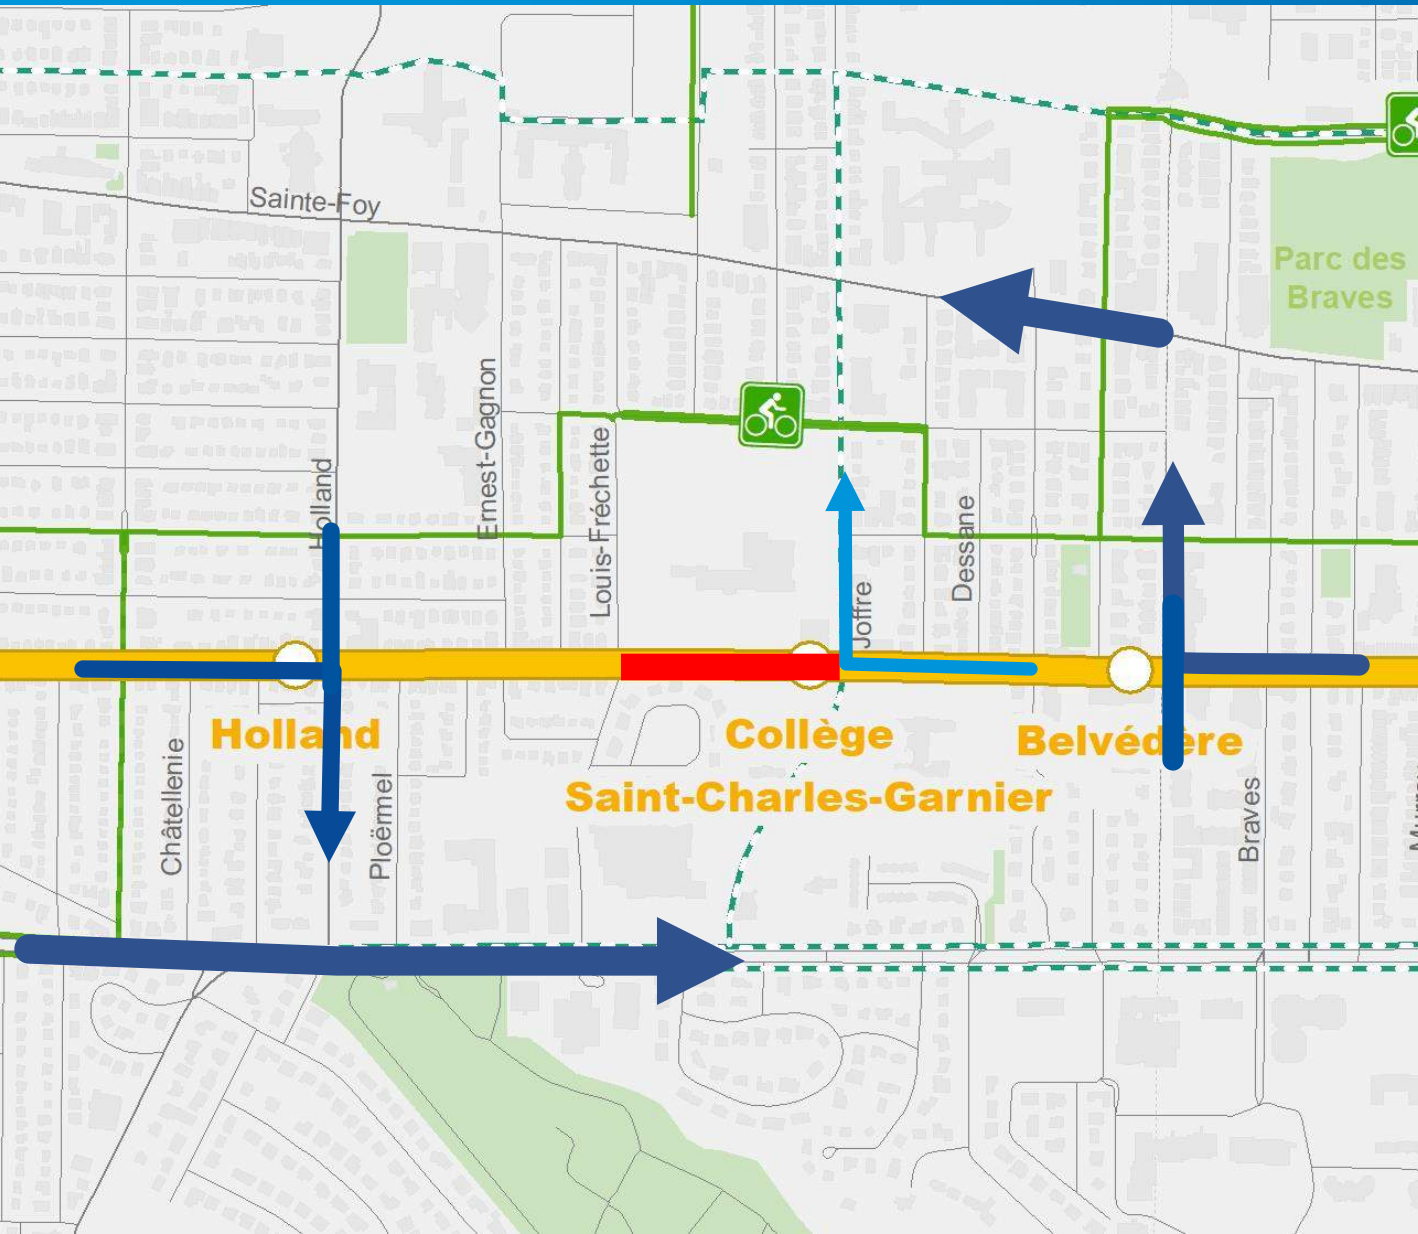 Sainte-Foy
Parc des
Braves
Ernest-Gagnon
Louis-Fréchette
Holland
Dessane
Joffre
Holland
Collège
Saint-Charles-Garnier
Belvédère
Châtellenie
Ploërmel
Braves